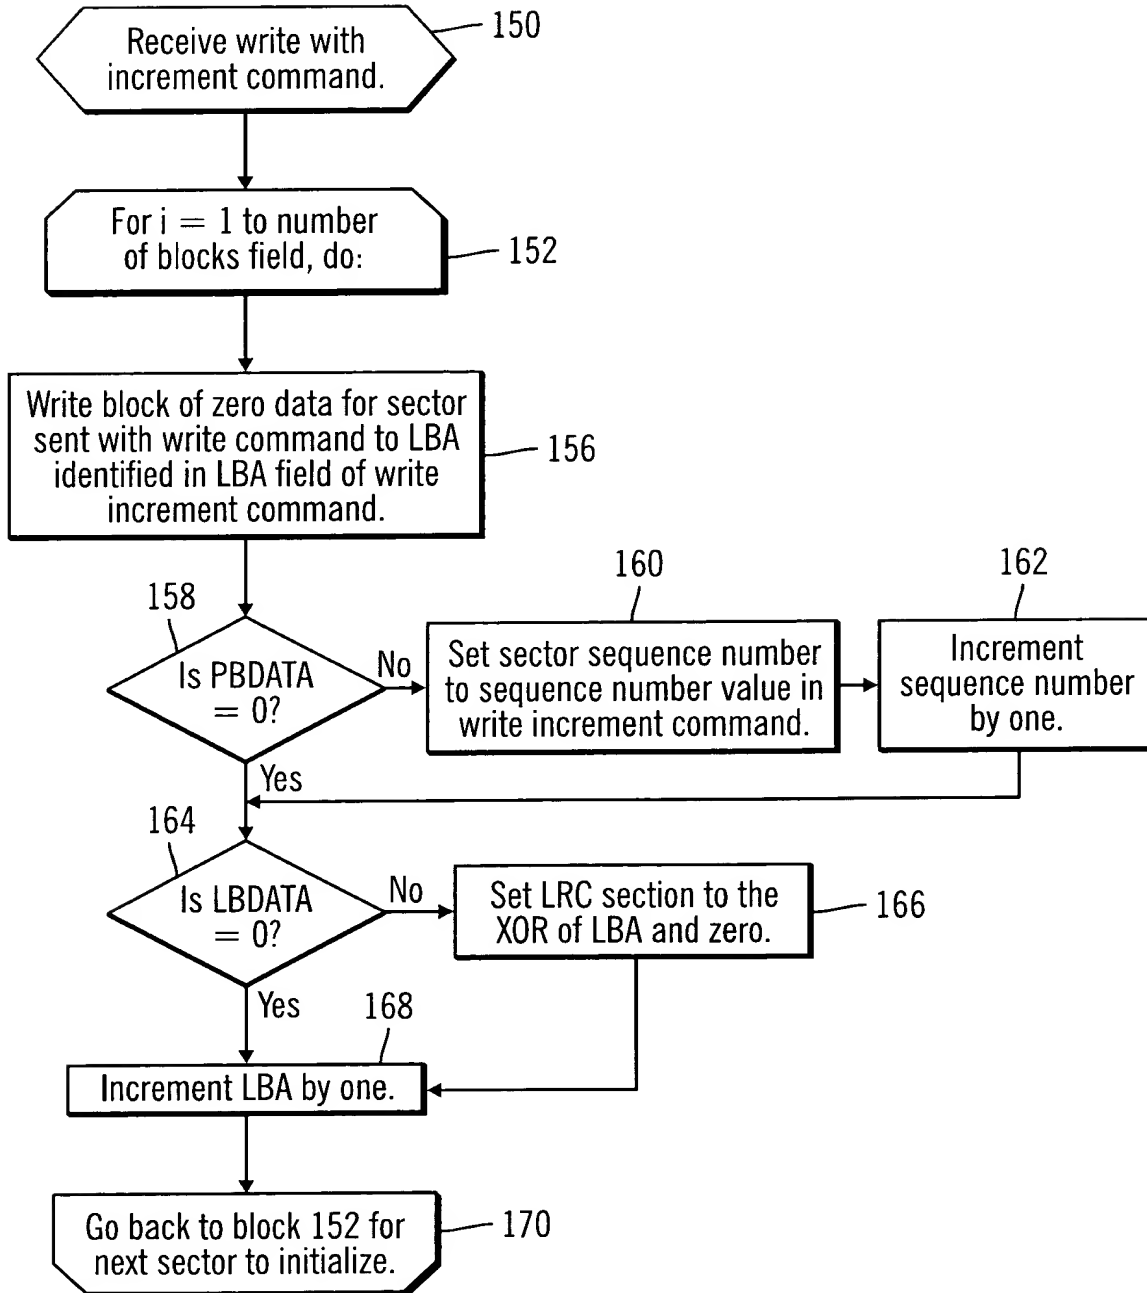 Receive write with
increment command.
150
For i = 1 to number
of blocks field, do:
152
Write block of zero data for sector
sent with write command to LBA
identified in LBA field of write
increment command.
156
158
Is PBDATA
= 0?
No
Yes
160
Set sector sequence number
to sequence number value in
write increment command.
162
Increment
sequence number
by one.
164
Is LBDATA
= 0?
No
Yes
Set LRC section to the
XOR of LBA and zero.
166
168
Increment LBA by one.
Go back to block 152 for
next sector to initialize.
170